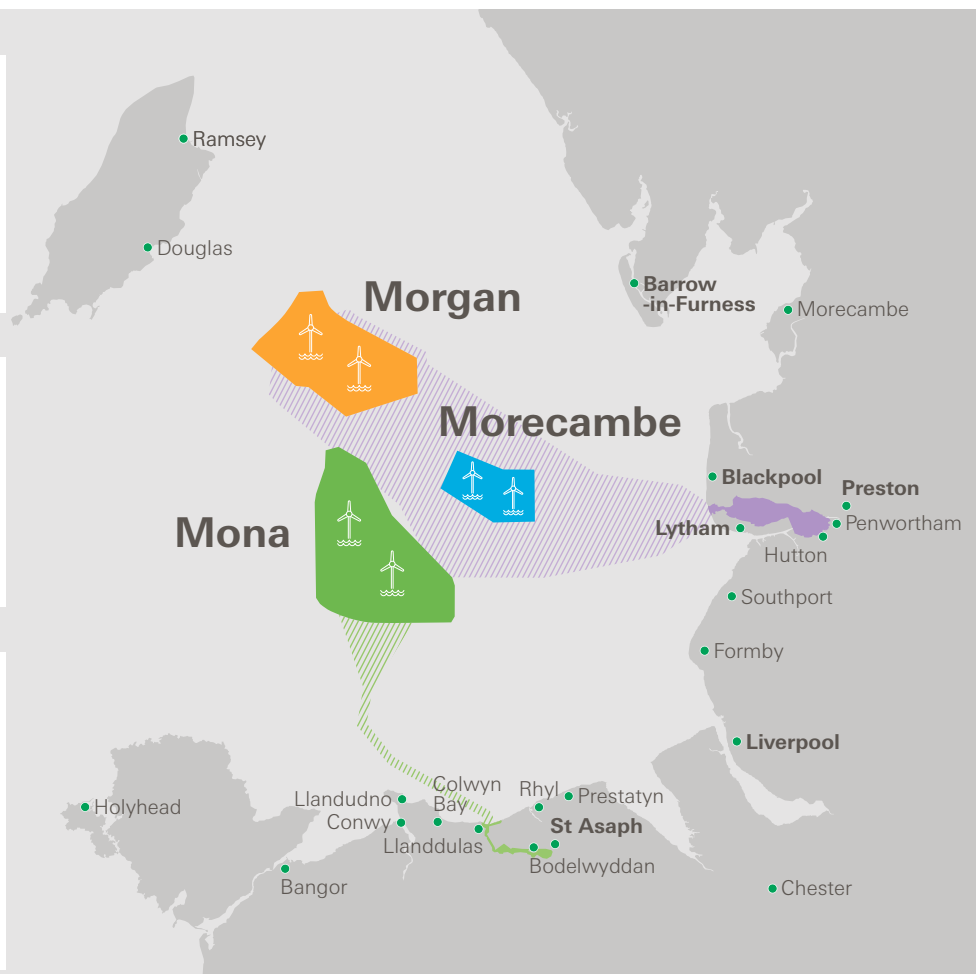 Ramsey
Douglas
Morgan
Barrow
-in-Furness
Morecambe
Morecambe
Blackpool
Preston
Mona
Lytham
Penwortham
Hutton
Southport
Formby
Liverpool
Holyhead
Llandudno
Colwyn
Bay
Rhyl
Prestatyn
Conwy
St Asaph
Llanddulas
Bodelwyddan
Bangor
Chester